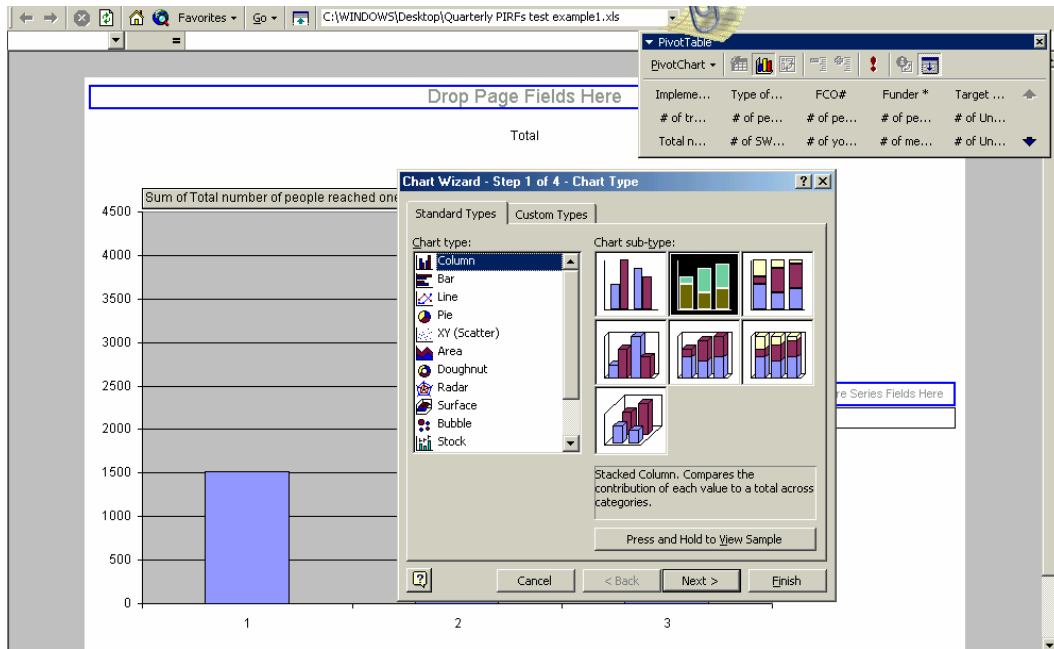 Favorites Go C:\WINDOWS\Desktop\Quarterly PIRFs test example1.xls
=
PivotTable
PivotChart
Impleme... Type of... FCO# Funder * Target ...
# of tr... # of pe... # of pe... # of pe... # of Un...
Total n... # of SW... # of yo... # of me... # of Un...
Drop Page Fields Here
Total
Sum of Total number of people reached one
4500
4000
3500
3000
2500
2000
1500
1000
500
0
1 2 3
re Series Fields Here
Chart Wizard - Step 1 of 4 - Chart Type
Standard Types Custom Types
Chart type:
Column
Bar
Line
Pie
XY (Scatter)
Area
Doughnut
Radar
Surface
Bubble
Stock
Chart sub-type:
Stacked Column. Compares the
contribution of each value to a total across
categories.
Press and Hold to View Sample
Cancel < Back Next > Finish